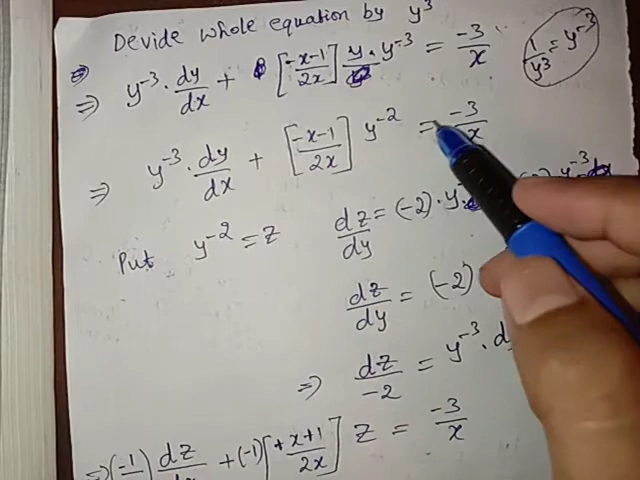 Devide whole equation by y³
⇒ y⁻³ · dy/dx + [-x-1/2x] y · y⁻³ = -3/x
1/y³ = y⁻³
⇒ y⁻³ · dy/dx + [-x-1/2x] y⁻² = -3/x
Put y⁻² = z dz/dy = (-2) · y y⁻³
dz/dy = (-2)
⇒ dz/-2 = y⁻³ ·
⇒ (-1/ dz/ + (-1) [+x+1/2x] z = -3/x